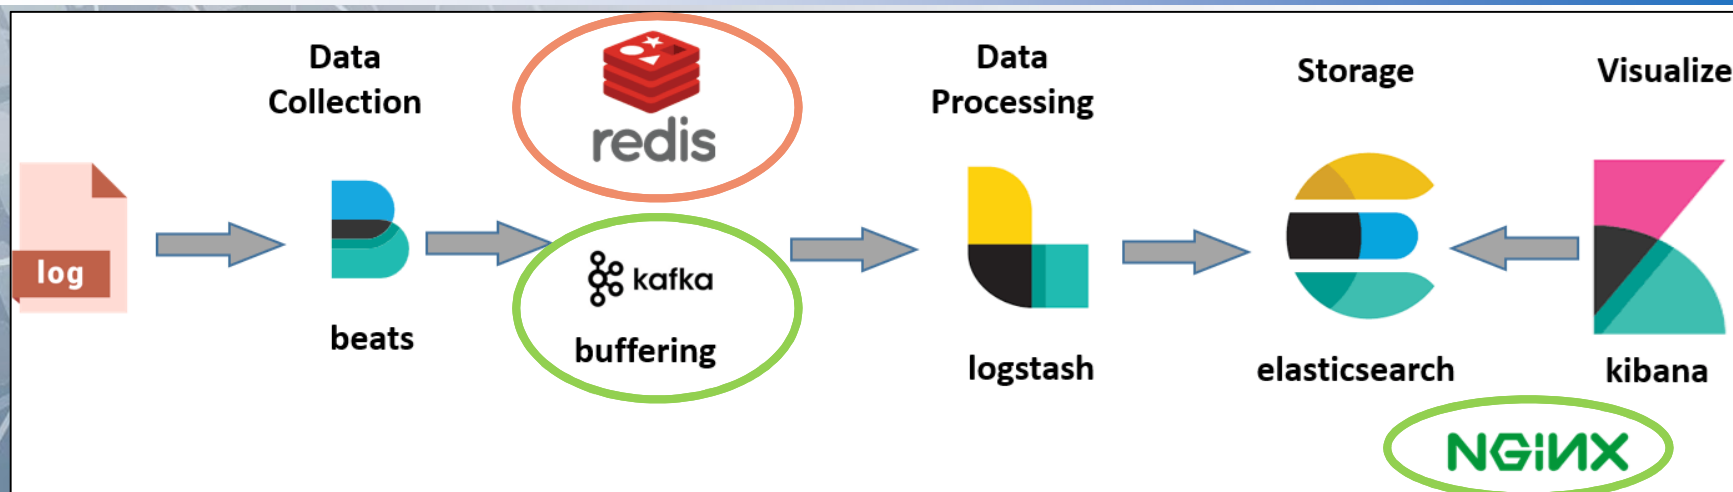 log
Data
Collection
beats
redis
kafka
buffering
Data
Processing
logstash
Storage
elasticsearch
Visualize
kibana
NGiNX